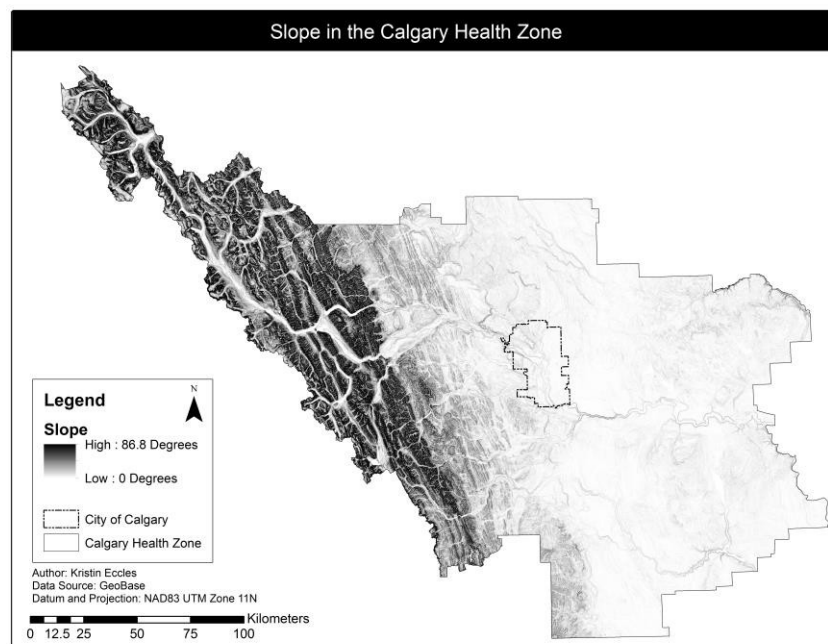 Slope in the Calgary Health Zone
N
Legend
Slope
High : 86.8 Degrees
Low : 0 Degrees
City of Calgary
Calgary Health Zone
Author: Kristin Eccles
Data Source: GeoBase
Datum and Projection: NAD83 UTM Zone 11N
Kilometers
0 12.5 25 50 75 100